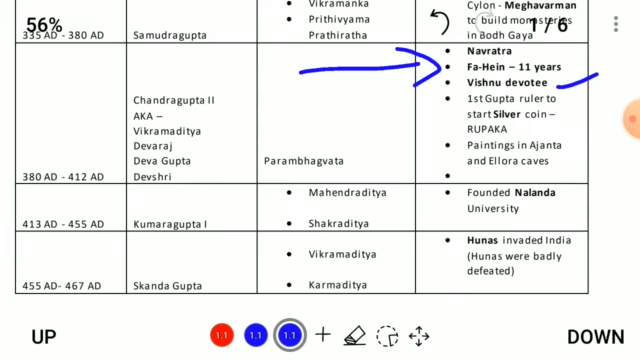 56%
1 / 6
Vikramanka
Prithivyama
Prathiratha
Cylon - Meghavarman
to build monasteries
in Bodh Gaya
335 AD - 380 AD
Samudragupta
Chandragupta II
AKA –
Vikramaditya
Devaraj
Deva Gupta
Devshri
380 AD - 412 AD
Parambhagvata
Navratra
Fa-Hein – 11 years
Vishnu devotee
1st Gupta ruler to
start Silver coin –
RUPAKA
Paintings in Ajanta
and Ellora caves
413 AD - 455 AD
Kumaragupta I
Mahendraditya
Shakraditya
Founded Nalanda
University
455 AD- 467 AD
Skanda Gupta
Vikramaditya
Karmaditya
Hunas invaded India
(Hunas were badly
defeated)
UP
1.1
1.1
1.1
DOWN